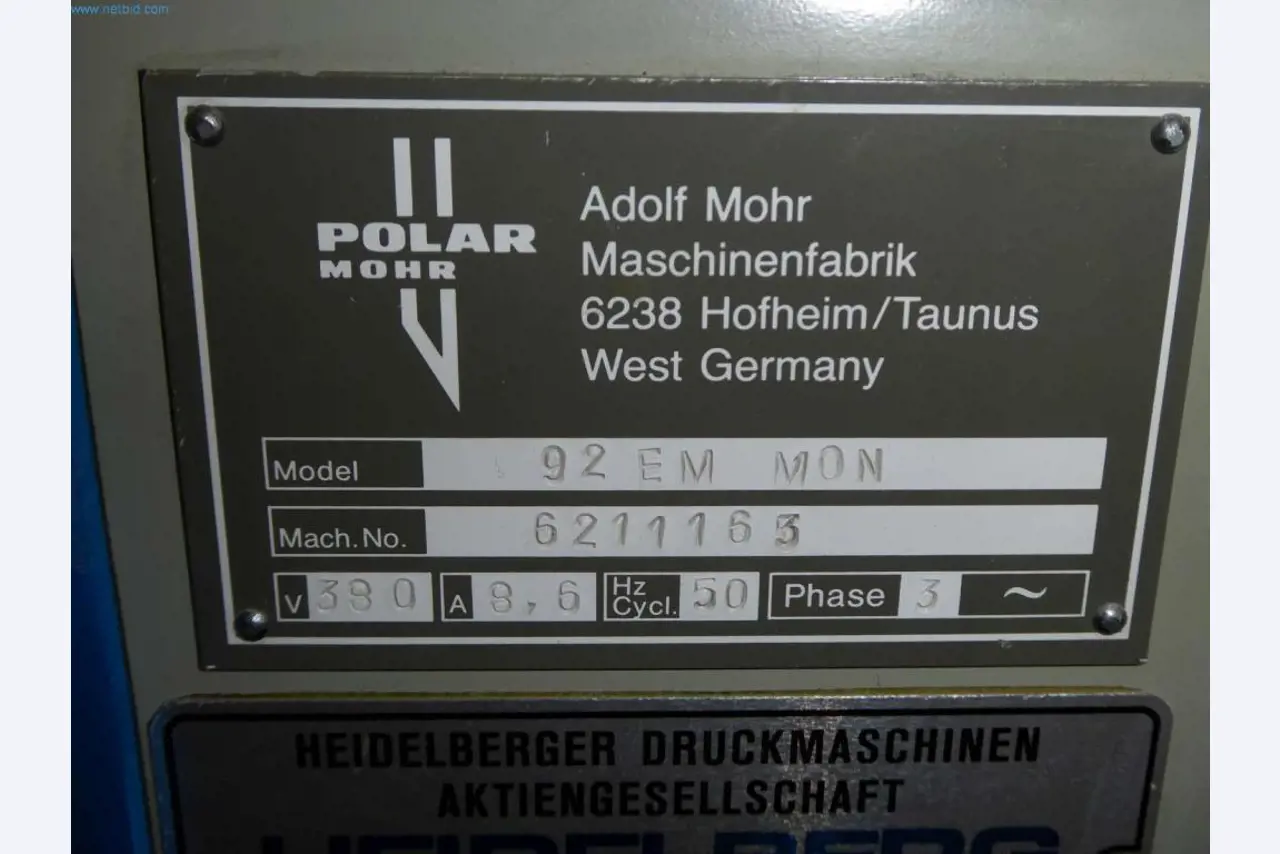 www.netbid.com
POLAR
MOHR
Adolf Mohr
Maschinenfabrik
6238 Hofheim/Taunus
West Germany
Model 92 EM MON
Mach.No. 6211163
V 380 A 8,6 Hz Cycl. 50 Phase 3 ~
HEIDELBERGER DRUCKMASCHINEN
AKTIENGESELLSCHAFT
HEIDELBERG